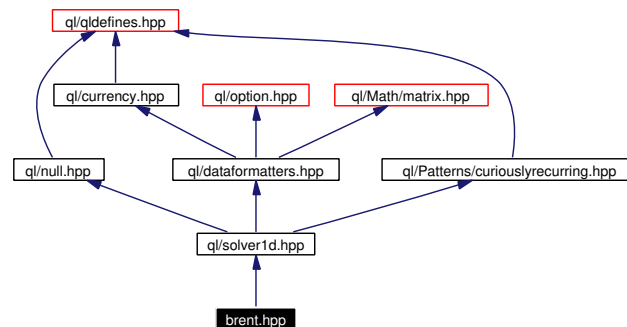 ql/qldefines.hpp
ql/currency.hpp
ql/option.hpp
ql/Math/matrix.hpp
ql/null.hpp
ql/dataformatters.hpp
ql/Patterns/curiouslyrecurring.hpp
ql/solver1d.hpp
brent.hpp